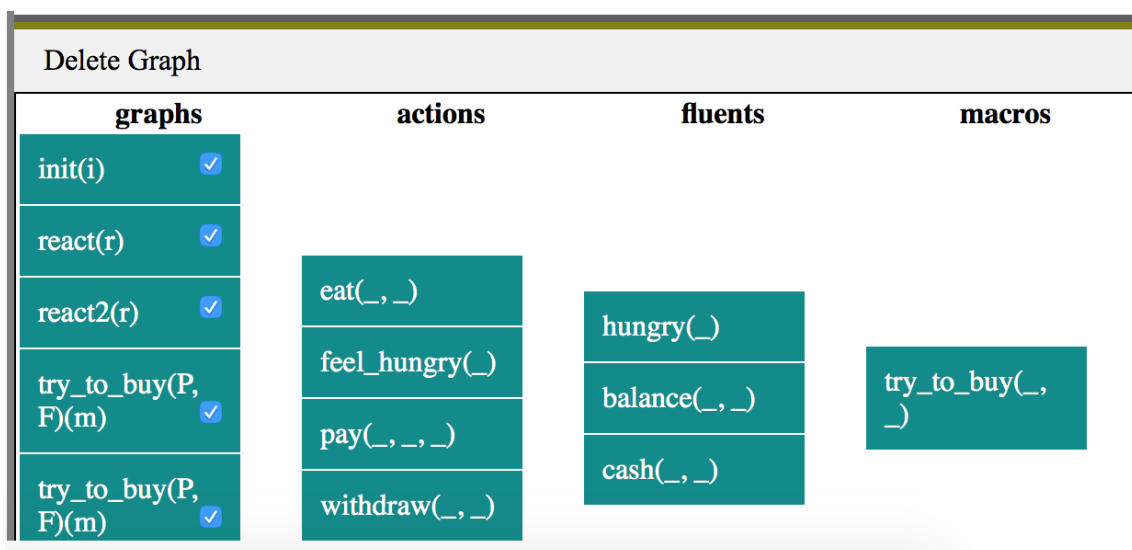 Delete Graph
graphs
actions
fluents
macros
init(i)
react(r)
react2(r)
try_to_buy(P,
F)(m)
try_to_buy(P,
F)(m)
eat(_, _)
feel_hungry(_)
pay(_, _, _)
withdraw(_, _)
hungry(_)
balance(_, _)
cash(_, _)
try_to_buy(_,
_)